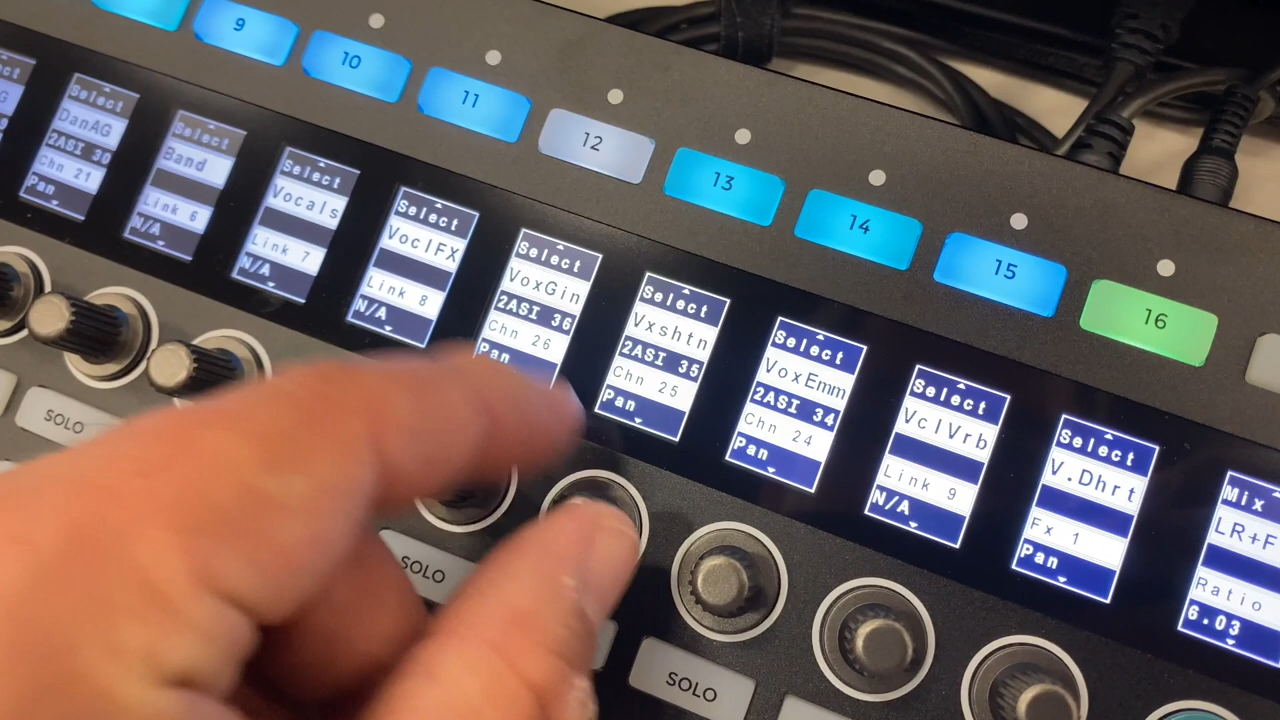 9
10
11
12
13
14
15
16
Select
DanAG
2ASI 30
Chn 21
Pan
Select
Band
Link 6
N/A
Select
Vocals
Link 7
N/A
Select
VoclFX
Link 8
N/A
Select
VoxGin
2ASI 36
Chn 26
Pan
Select
Vxshtn
2ASI 35
Chn 25
Pan
Select
VoxEmm
2ASI 34
Chn 24
Pan
Select
VclVrb
Link 9
N/A
Select
V.Dhrt
Fx 1
Pan
Mix
LR+F
Ratio
6.03
SOLO
SOLO
SOLO